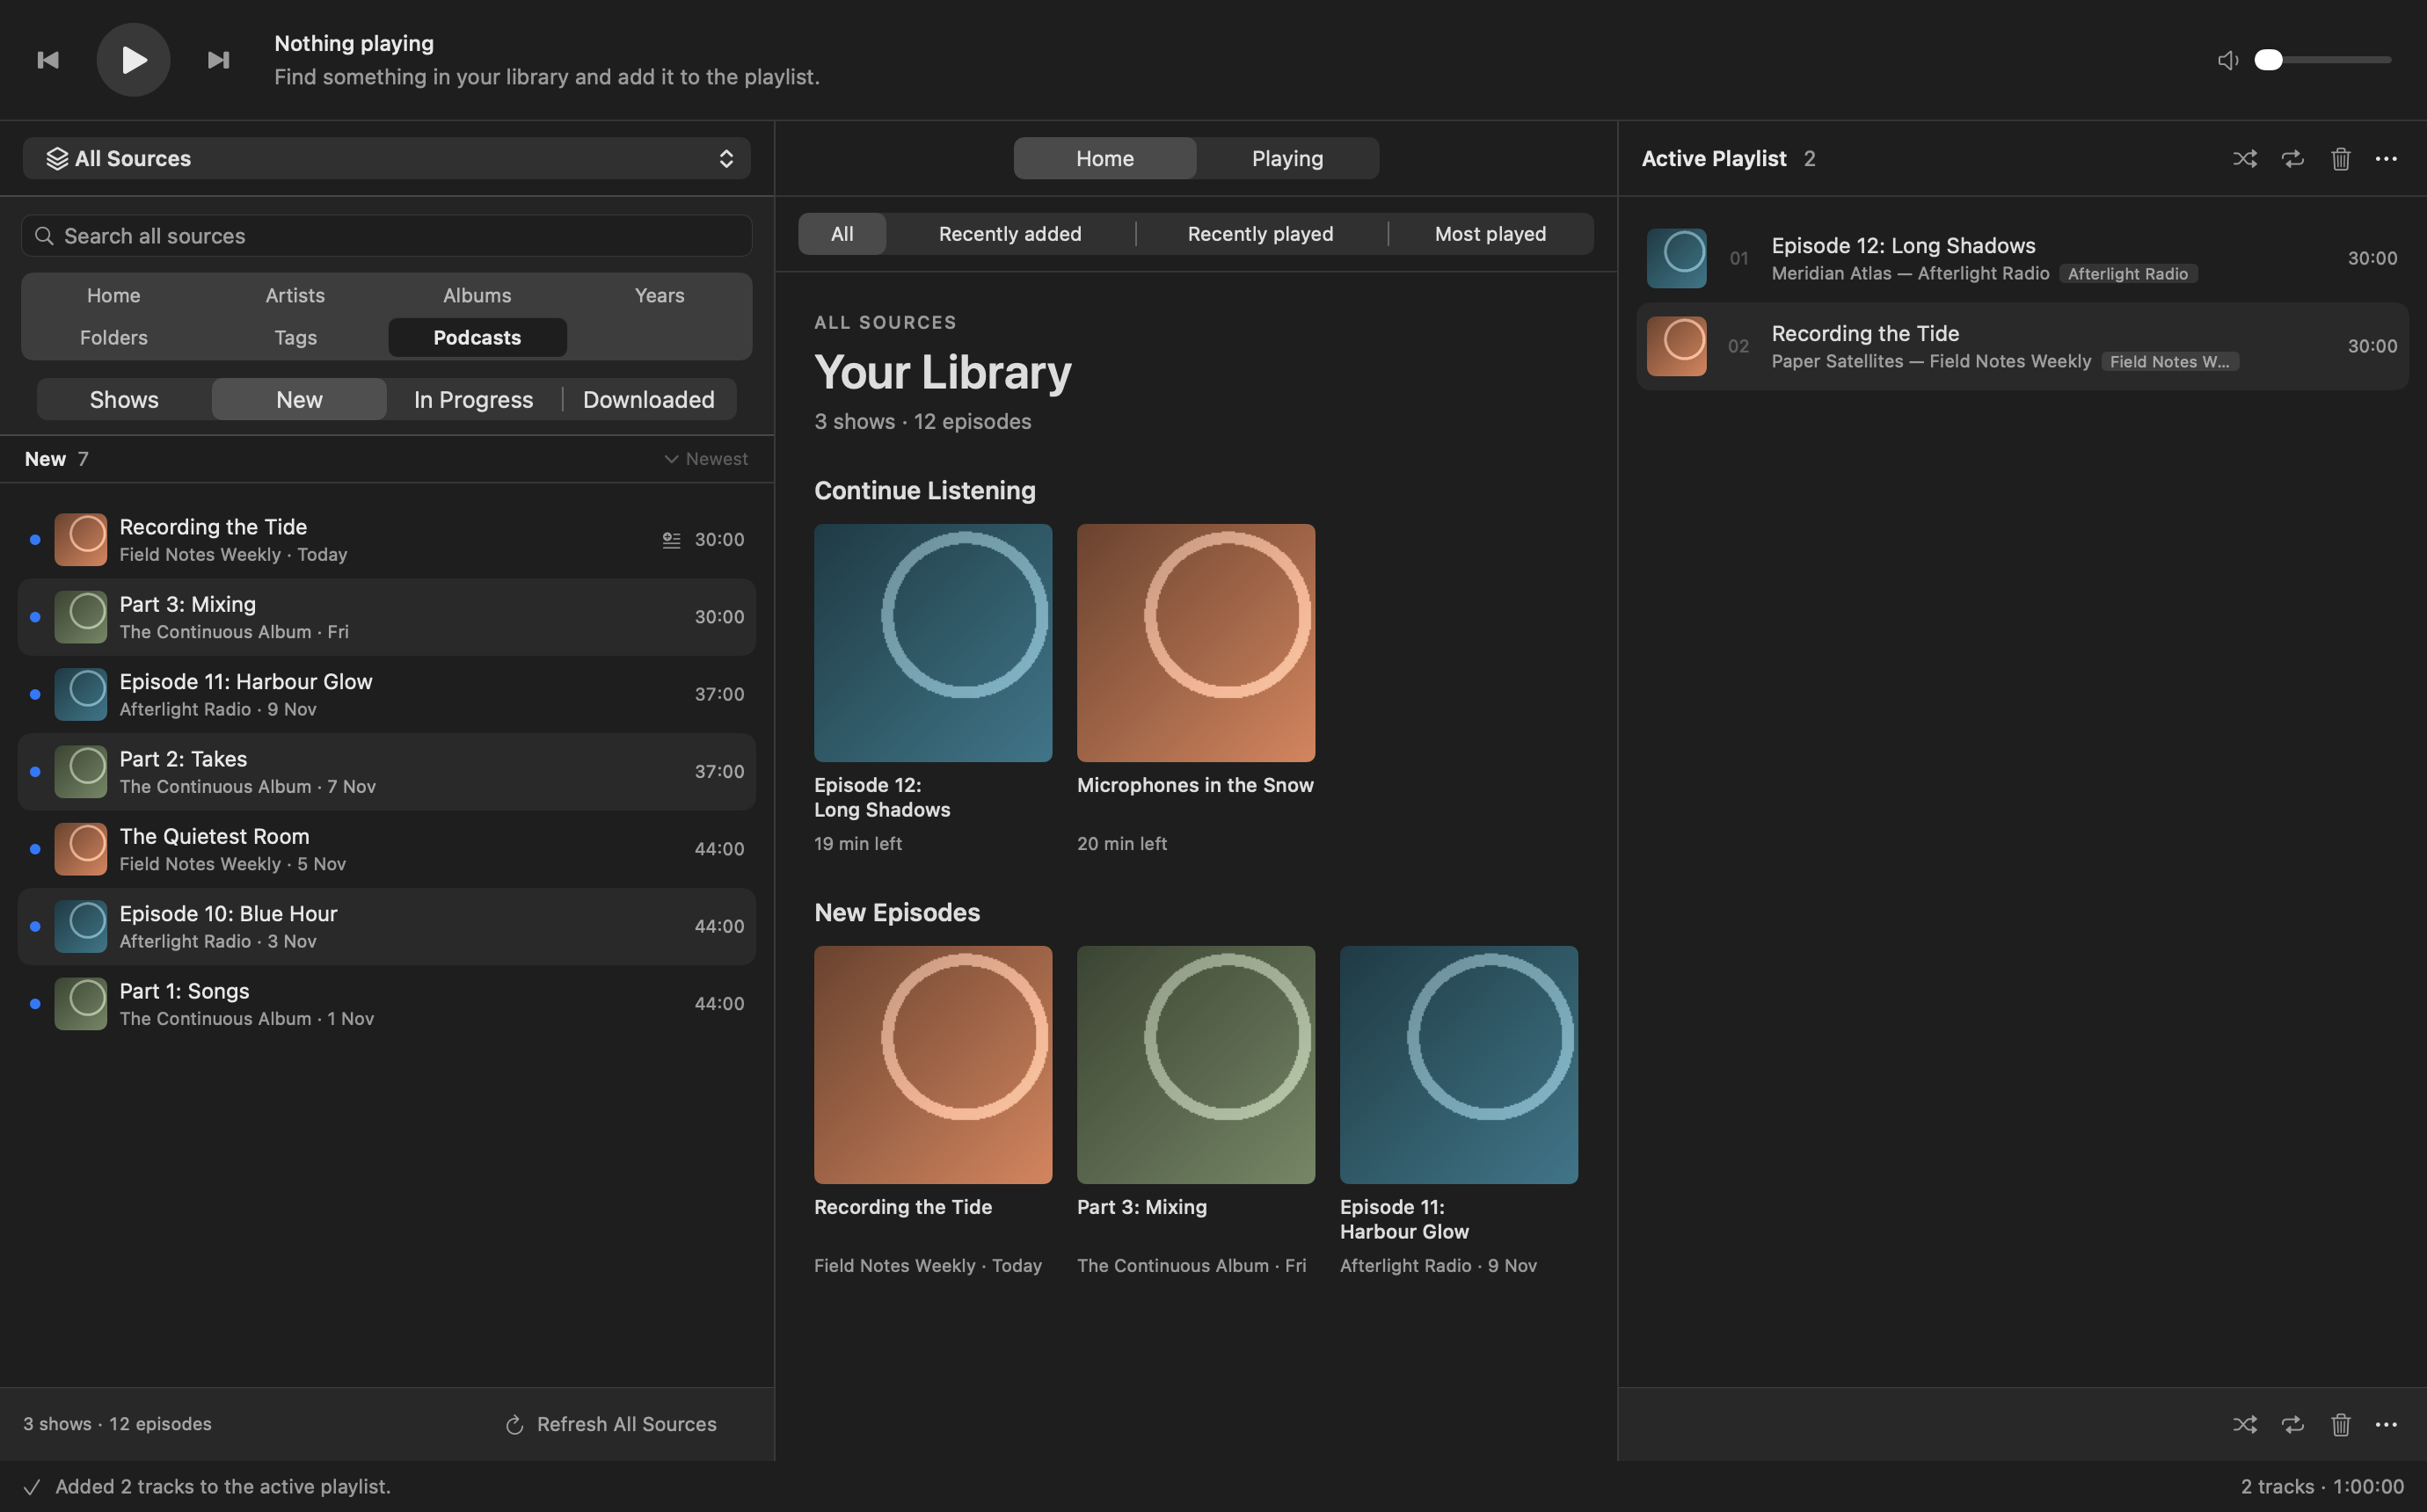 Nothing playing
Find something in your library and add it to the playlist.
All Sources
Search all sources
Home Artists Albums Years
Folders Tags Podcasts
Shows New In Progress Downloaded
New 7 Newest
Recording the Tide
Field Notes Weekly · Today
30:00
Part 3: Mixing
The Continuous Album · Fri
30:00
Episode 11: Harbour Glow
Afterlight Radio · 9 Nov
37:00
Part 2: Takes
The Continuous Album · 7 Nov
37:00
The Quietest Room
Field Notes Weekly · 5 Nov
44:00
Episode 10: Blue Hour
Afterlight Radio · 3 Nov
44:00
Part 1: Songs
The Continuous Album · 1 Nov
44:00
3 shows · 12 episodes
Refresh All Sources
Home Playing
All Recently added Recently played Most played
ALL SOURCES
Your Library
3 shows · 12 episodes
Continue Listening
Episode 12:
Long Shadows
19 min left
Microphones in the Snow
20 min left
New Episodes
Recording the Tide
Field Notes Weekly · Today
Part 3: Mixing
The Continuous Album · Fri
Episode 11:
Harbour Glow
Afterlight Radio · 9 Nov
Active Playlist 2
01
Episode 12: Long Shadows
Meridian Atlas — Afterlight Radio Afterlight Radio
30:00
02
Recording the Tide
Paper Satellites — Field Notes Weekly Field Notes W...
30:00
Added 2 tracks to the active playlist.
2 tracks · 1:00:00